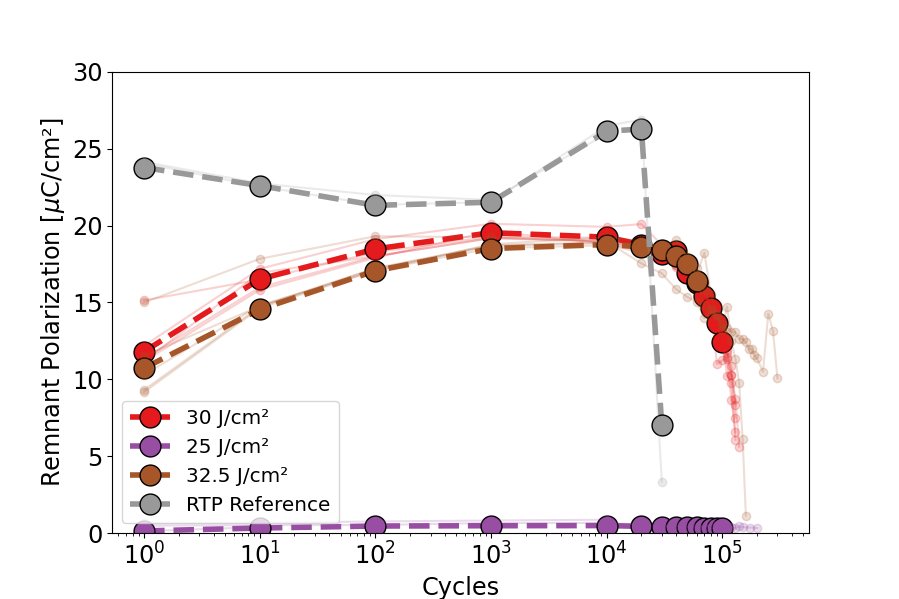 30
25
20
15
10
5
0
Remnant Polarization [μC/cm²]
30 J/cm²
25 J/cm²
32.5 J/cm²
RTP Reference
10⁰ 10¹ 10² 10³ 10⁴ 10⁵
Cycles